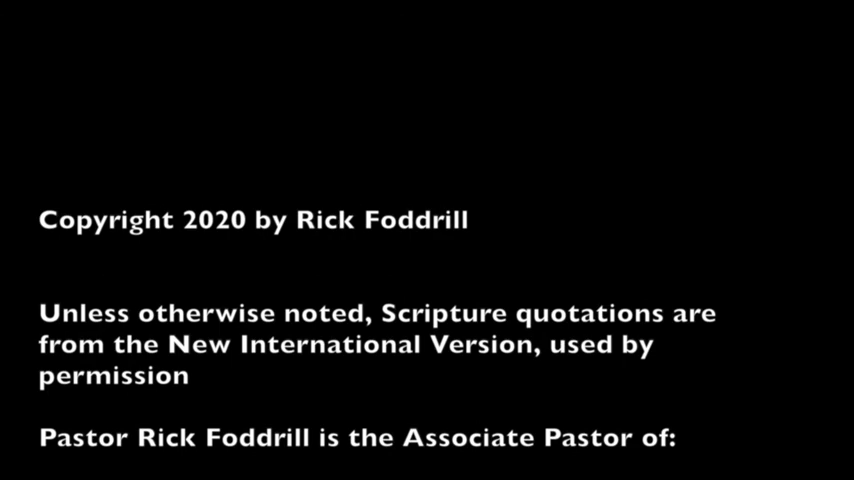 Copyright 2020 by Rick Foddrill
Unless otherwise noted, Scripture quotations are
from the New International Version, used by
permission
Pastor Rick Foddrill is the Associate Pastor of: